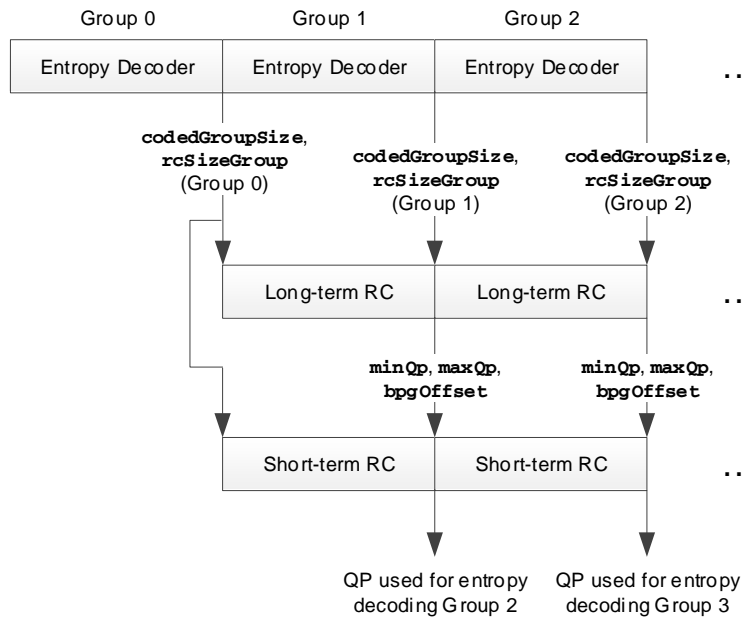 Group 0
Group 1
Group 2
Entropy Decoder
Entropy Decoder
Entropy Decoder
..
codedGroupSize,
rcSizeGroup
(Group 0)
codedGroupSize,
rcSizeGroup
(Group 1)
codedGroupSize,
rcSizeGroup
(Group 2)
Long-term RC
Long-term RC
..
minQp, maxQp,
bpgOffset
minQp, maxQp,
bpgOffset
Short-term RC
Short-term RC
..
QP used for entropy
decoding Group 2
QP used for entropy
decoding Group 3